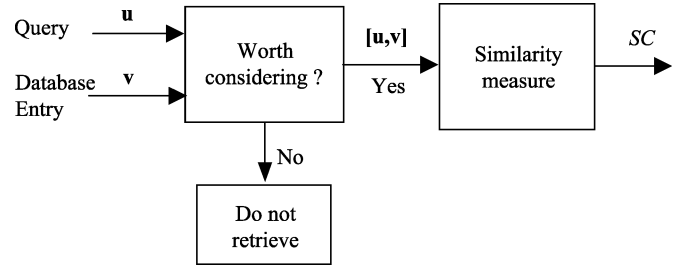 Query
u
Database
Entry
v
Worth
considering ?
[u,v]
Yes
Similarity
measure
SC
No
Do not
retrieve